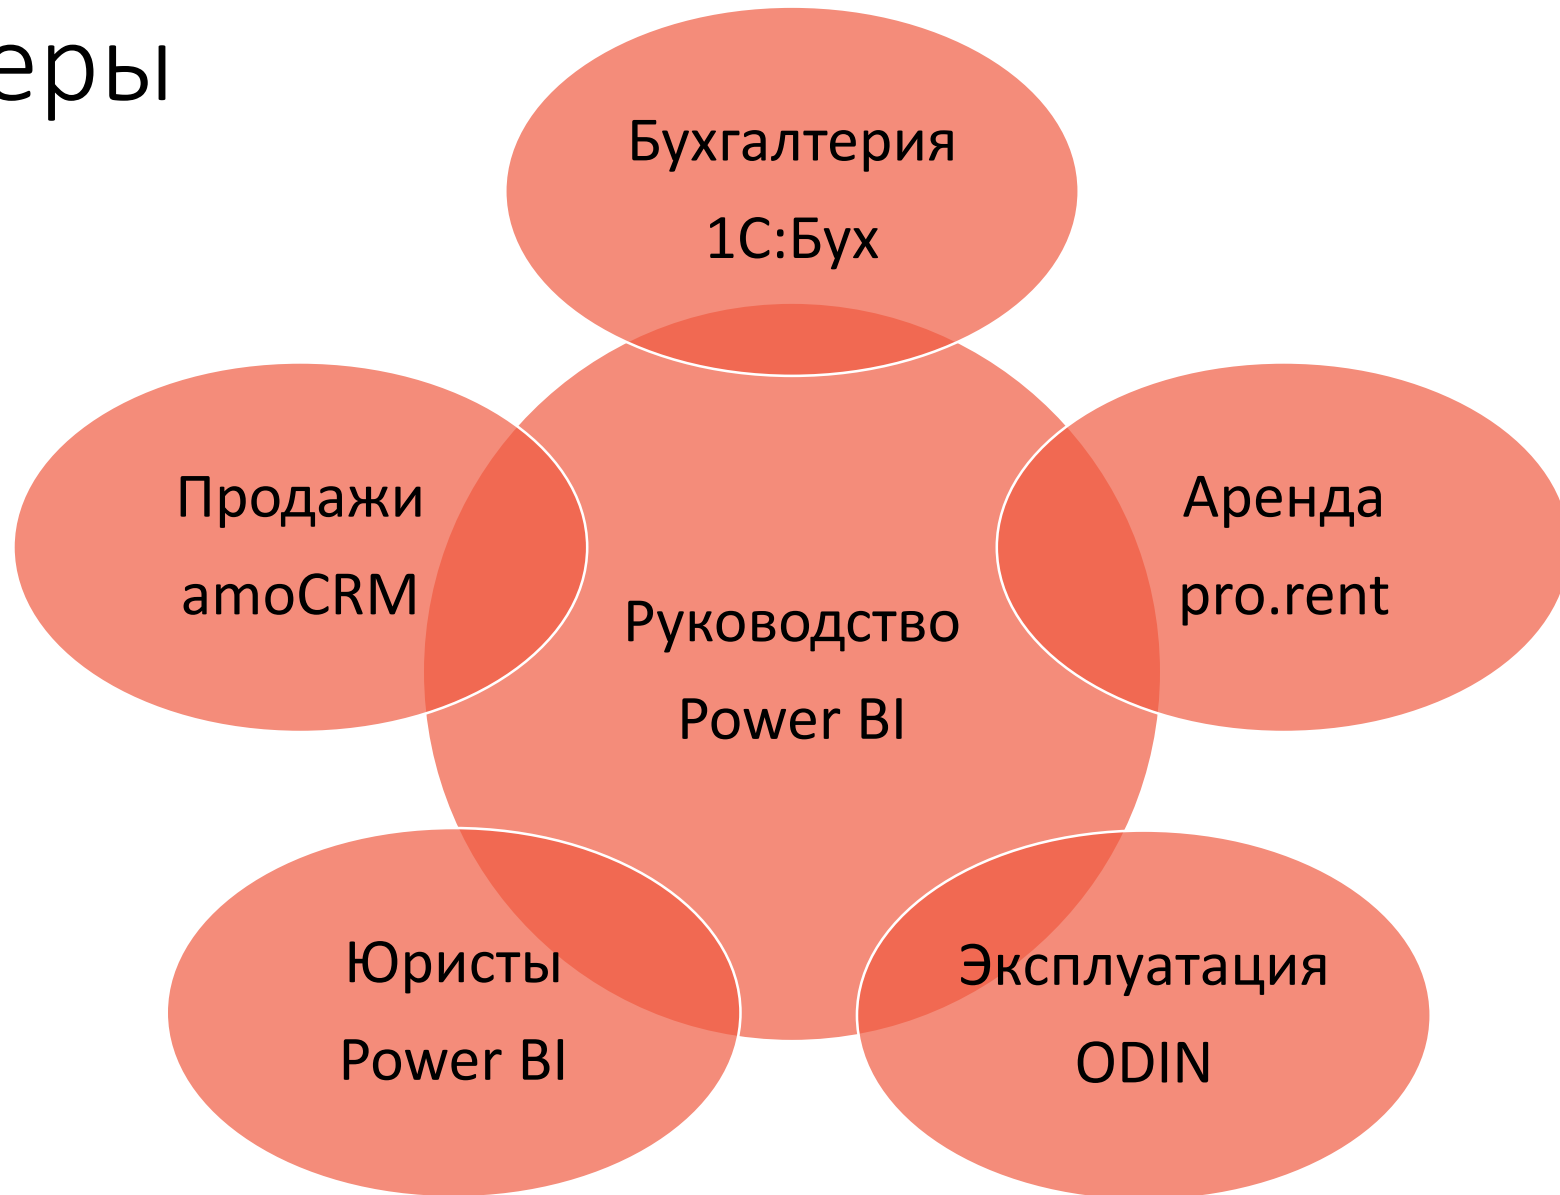 еры
Бухгалтерия
1С:Бух
Продажи
amoCRM
Аренда
pro.rent
Руководство
Power BI
Юристы
Power BI
Эксплуатация
ODIN